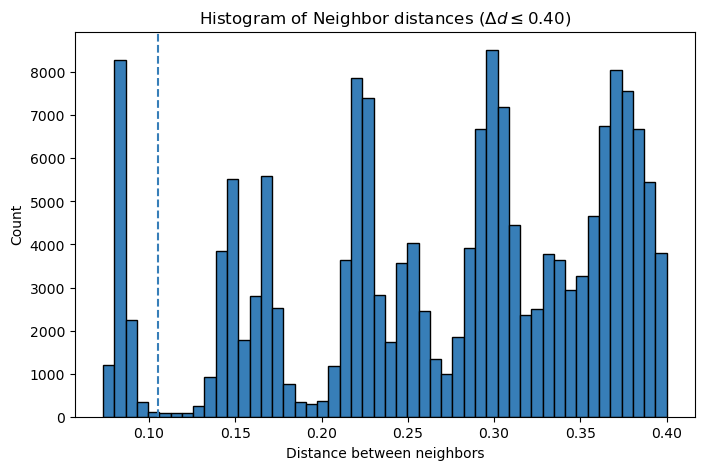 Histogram of Neighbor distances (Δd ≤ 0.40)
8000
7000
6000
5000
4000
3000
2000
1000
0
Count
0.10 0.15 0.20 0.25 0.30 0.35 0.40
Distance between neighbors